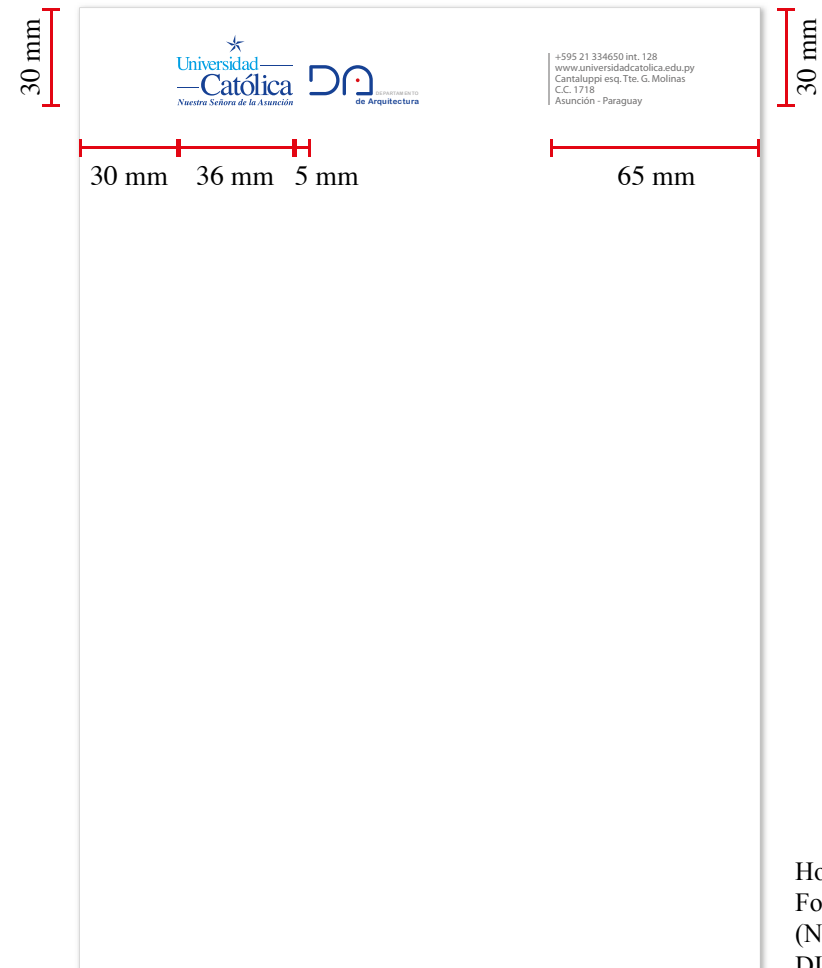 30 mm
30 mm
Universidad
Católica
Nuestra Señora de la Asunción
DA
DEPARTAMENTO
de Arquitectura
+595 21 334650 int. 128
www.universidadcatolica.edu.py
Cantaluppi esq. Tte. G. Molinas
C.C. 1718
Asunción - Paraguay
30 mm 36 mm 5 mm 65 mm